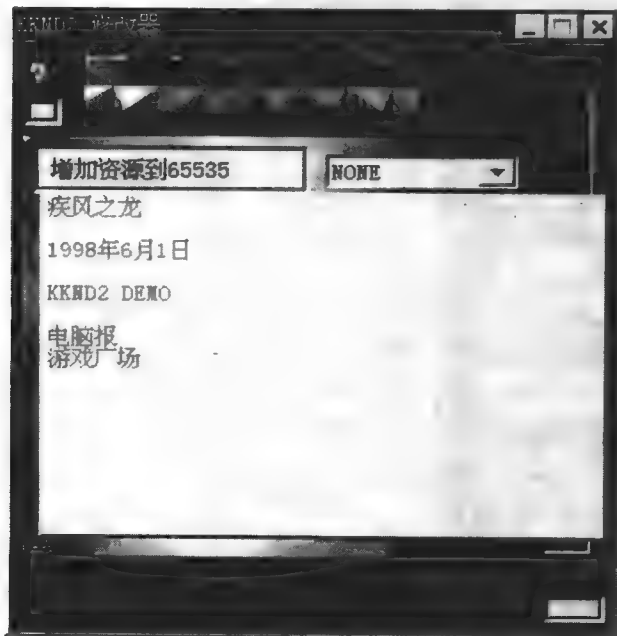 增加资源到65535
NONE
疾风之龙
1998年6月1日
KKND2 DEMO
电脑报
游戏广场